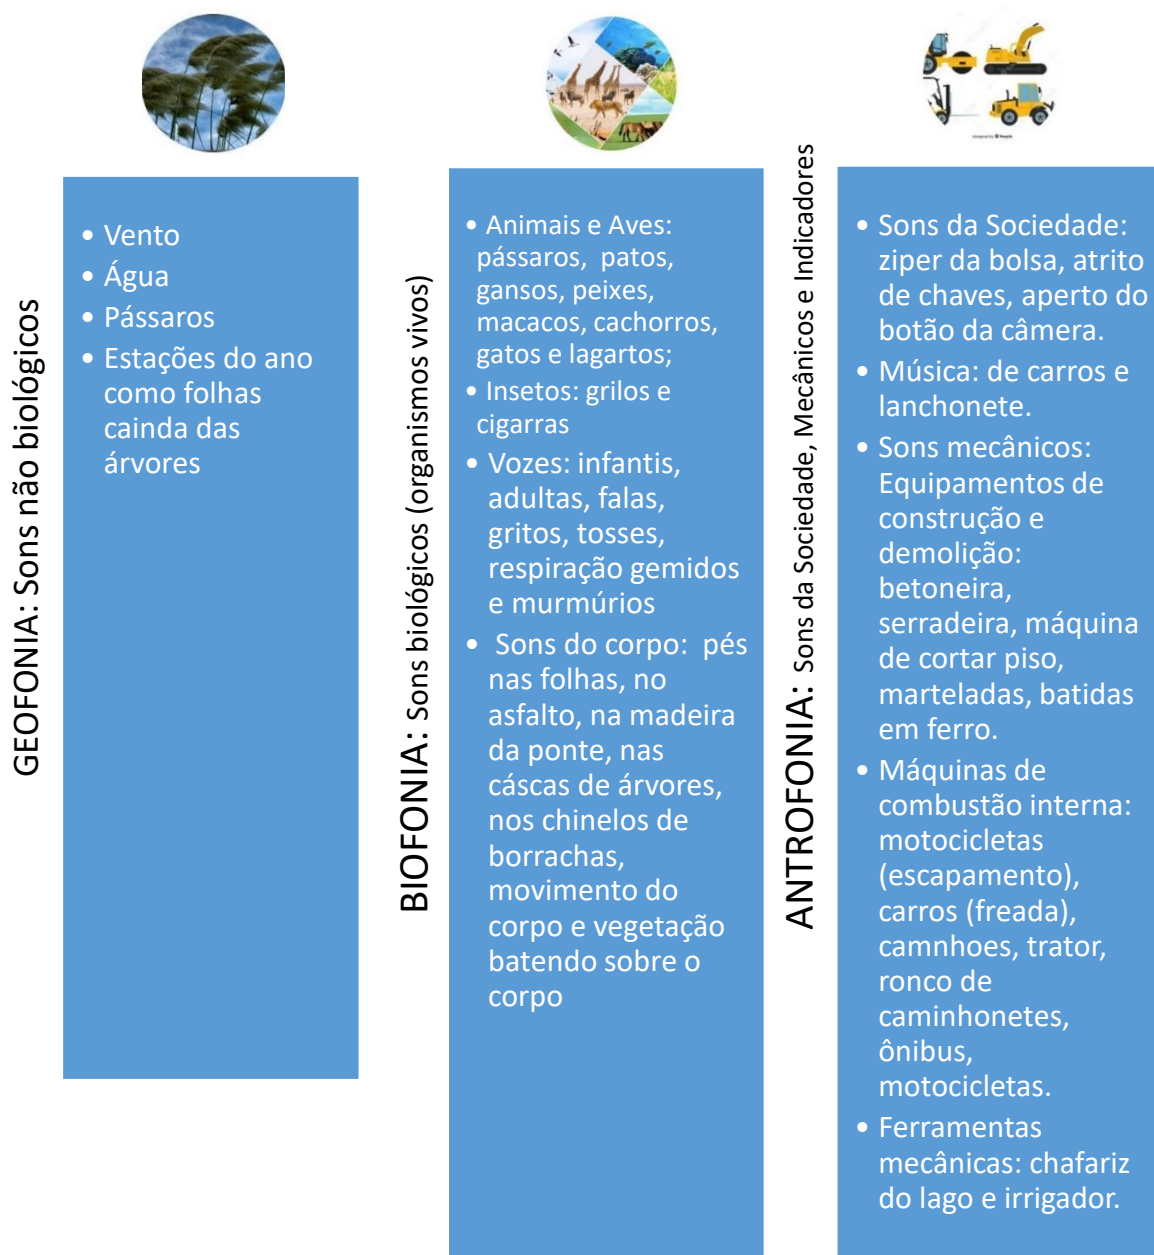 GEOFONIA: Sons não biológicos
• Vento
• Água
• Pássaros
• Estações do ano
como folhas
cainda das
árvores
BIOFONIA: Sons biológicos (organismos vivos)
• Animais e Aves:
pássaros, patos,
gansos, peixes,
macacos, cachorros,
gatos e lagartos;
• Insetos: grilos e
cigarras
• Vozes: infantis,
adultas, falas,
gritos, tosses,
respiração gemidos
e murmúrios
• Sons do corpo: pés
nas folhas, no
asfalto, na madeira
da ponte, nas
cáscas de árvores,
nos chinelos de
borrachas,
movimento do
corpo e vegetação
batendo sobre o
corpo
ANTROFONIA: Sons da Sociedade, Mecânicos e Indicadores
• Sons da Sociedade:
ziper da bolsa, atrito
de chaves, aperto do
botão da câmera.
• Música: de carros e
lanchonete.
• Sons mecânicos:
Equipamentos de
construção e
demolição:
betoneira,
serradeira, máquina
de cortar piso,
marteladas, batidas
em ferro.
• Máquinas de
combustão interna:
motocicletas
(escapamento),
carros (freada),
camnhoes, trator,
ronco de
caminhonetes,
ônibus,
motocicletas.
• Ferramentas
mecânicas: chafariz
do lago e irrigador.